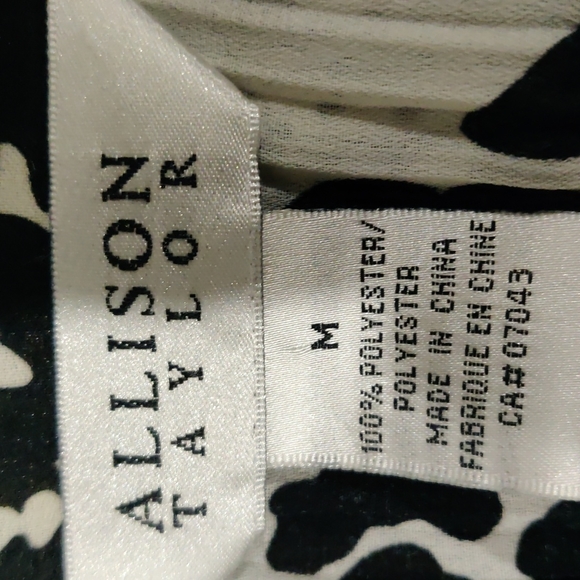 ALLISON
TAYLOR
M
100% POLYESTER/
POLYESTER
MADE IN CHINA
FABRIQUE EN CHINE
CA# 07043